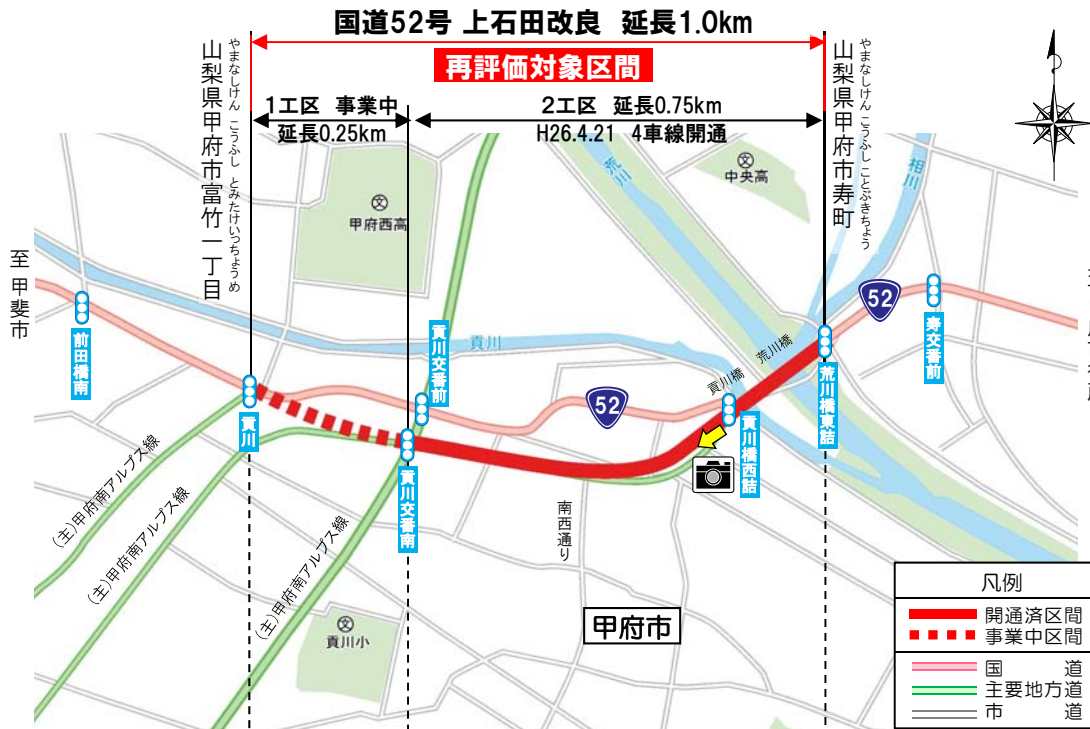 国道52号 上石田改良 延長1.0km
再評価対象区間
1工区 事業中
延長0.25km
2工区 延長0.75km
H26.4.21 4車線開通
山梨県甲府市富竹一丁目
やまなしけん こうふし とみたけいっちょうめ
山梨県甲府市寿町
やまなしけん こうふし ことぶきちょう
至 甲斐市
甲府西高
中央高
荒川
相川
貢川
荒川橋
貢川橋
52
52
前田橋南
貢川
貢川交番前
貢川交番南
貢川橋西詰
荒川橋東詰
寿交番前
(主)甲府南アルプス線
(主)甲府南アルプス線
(主)甲府南アルプス線
南西通り
貢川小
甲府市
凡例
開通済区間
事業中区間
国道
主要地方道
市道